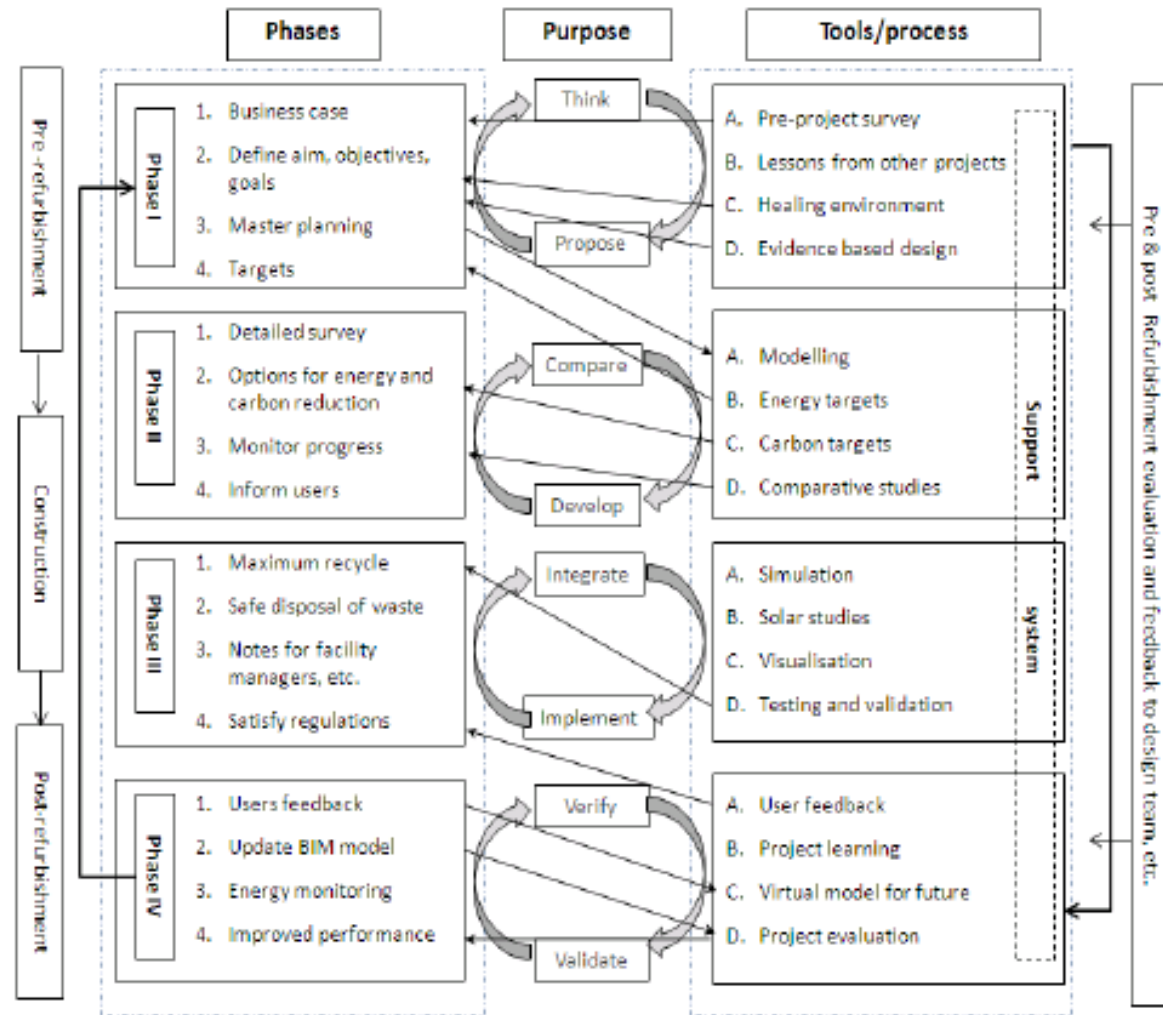 Phases
Purpose
Tools/process
Pre -refurbishment
Construction
Post-refurbishment
Phase I
1. Business case
2. Define aim, objectives,
goals
3. Master planning
4. Targets
Think
Propose
A. Pre-project survey
B. Lessons from other projects
C. Healing environment
D. Evidence based design
Phase II
1. Detailed survey
2. Options for energy and
carbon reduction
3. Monitor progress
4. Inform users
Compare
Develop
A. Modelling
B. Energy targets
C. Carbon targets
D. Comparative studies
Phase III
1. Maximum recycle
2. Safe disposal of waste
3. Notes for facility
managers, etc.
4. Satisfy regulations
Integrate
Implement
A. Simulation
B. Solar studies
C. Visualisation
D. Testing and validation
Phase IV
1. Users feedback
2. Update BIM model
3. Energy monitoring
4. Improved performance
Verify
Validate
A. User feedback
B. Project learning
C. Virtual model for future
D. Project evaluation
Support system
Pre & post Refurbishment evaluation and feedback to design team, etc.